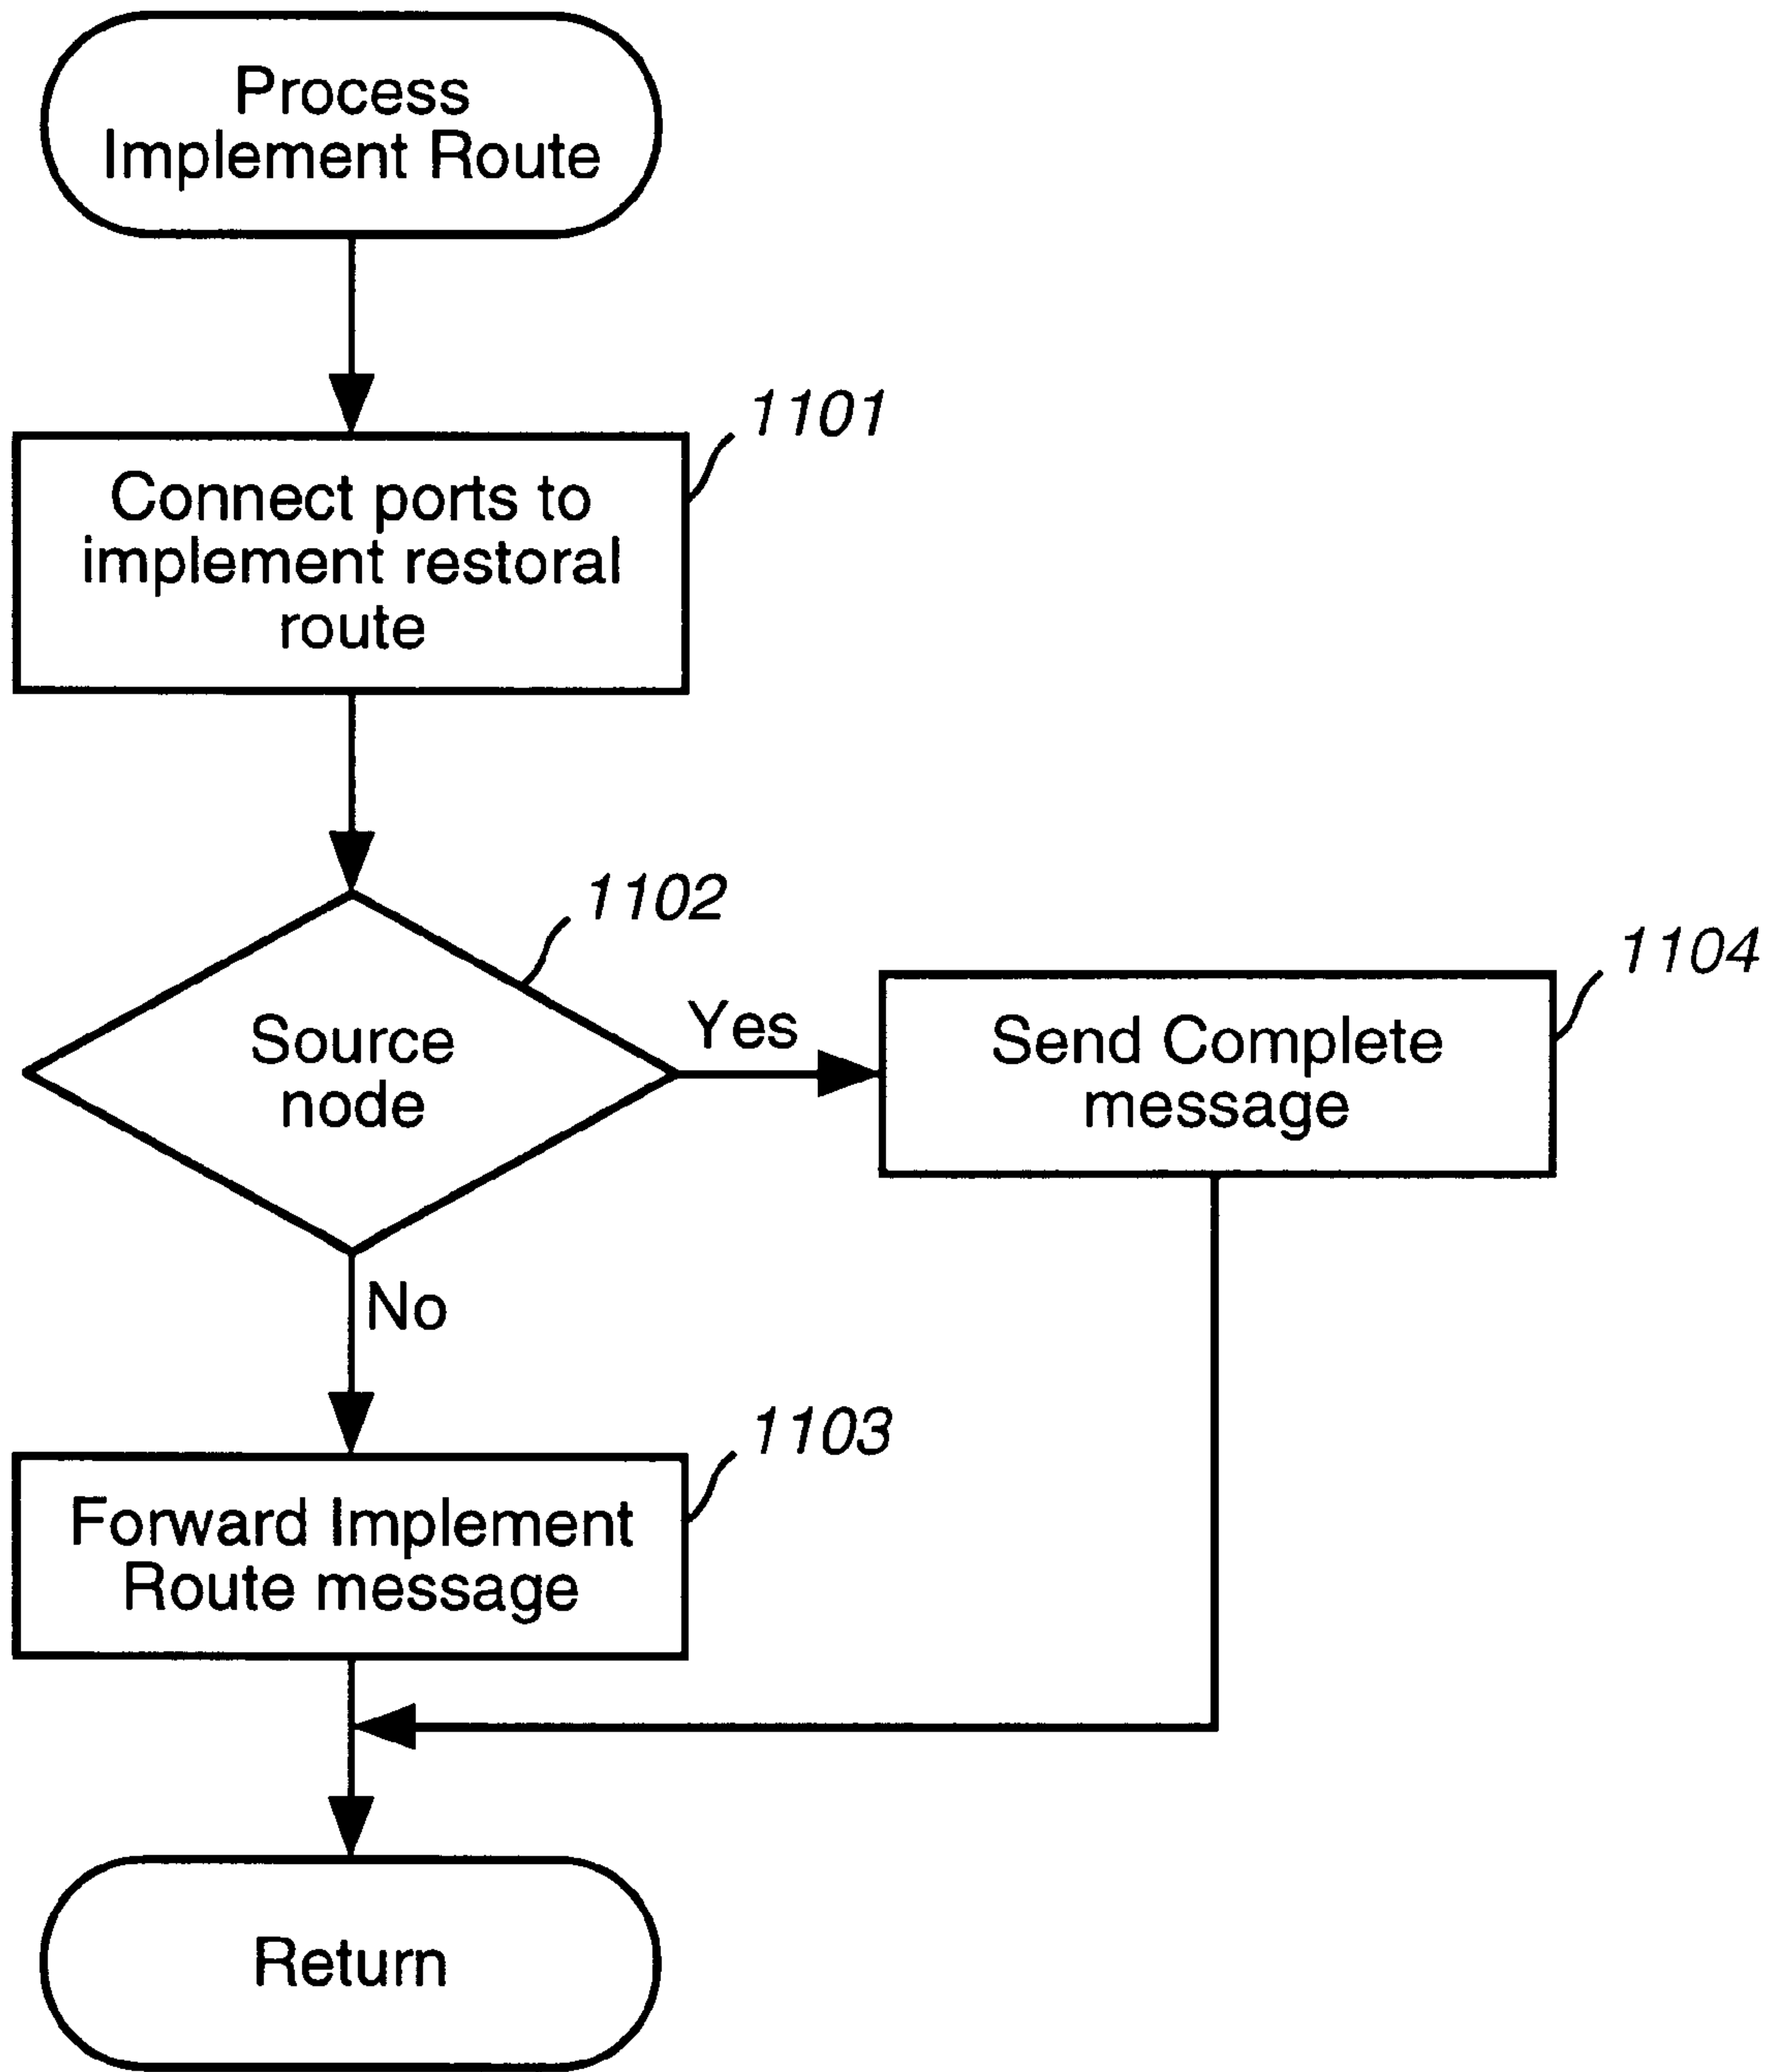 Process
Implement Route
1101
Connect ports to
implement restoral
route
1102
Source
node
Yes
1104
Send Complete
message
No
1103
Forward Implement
Route message
Return